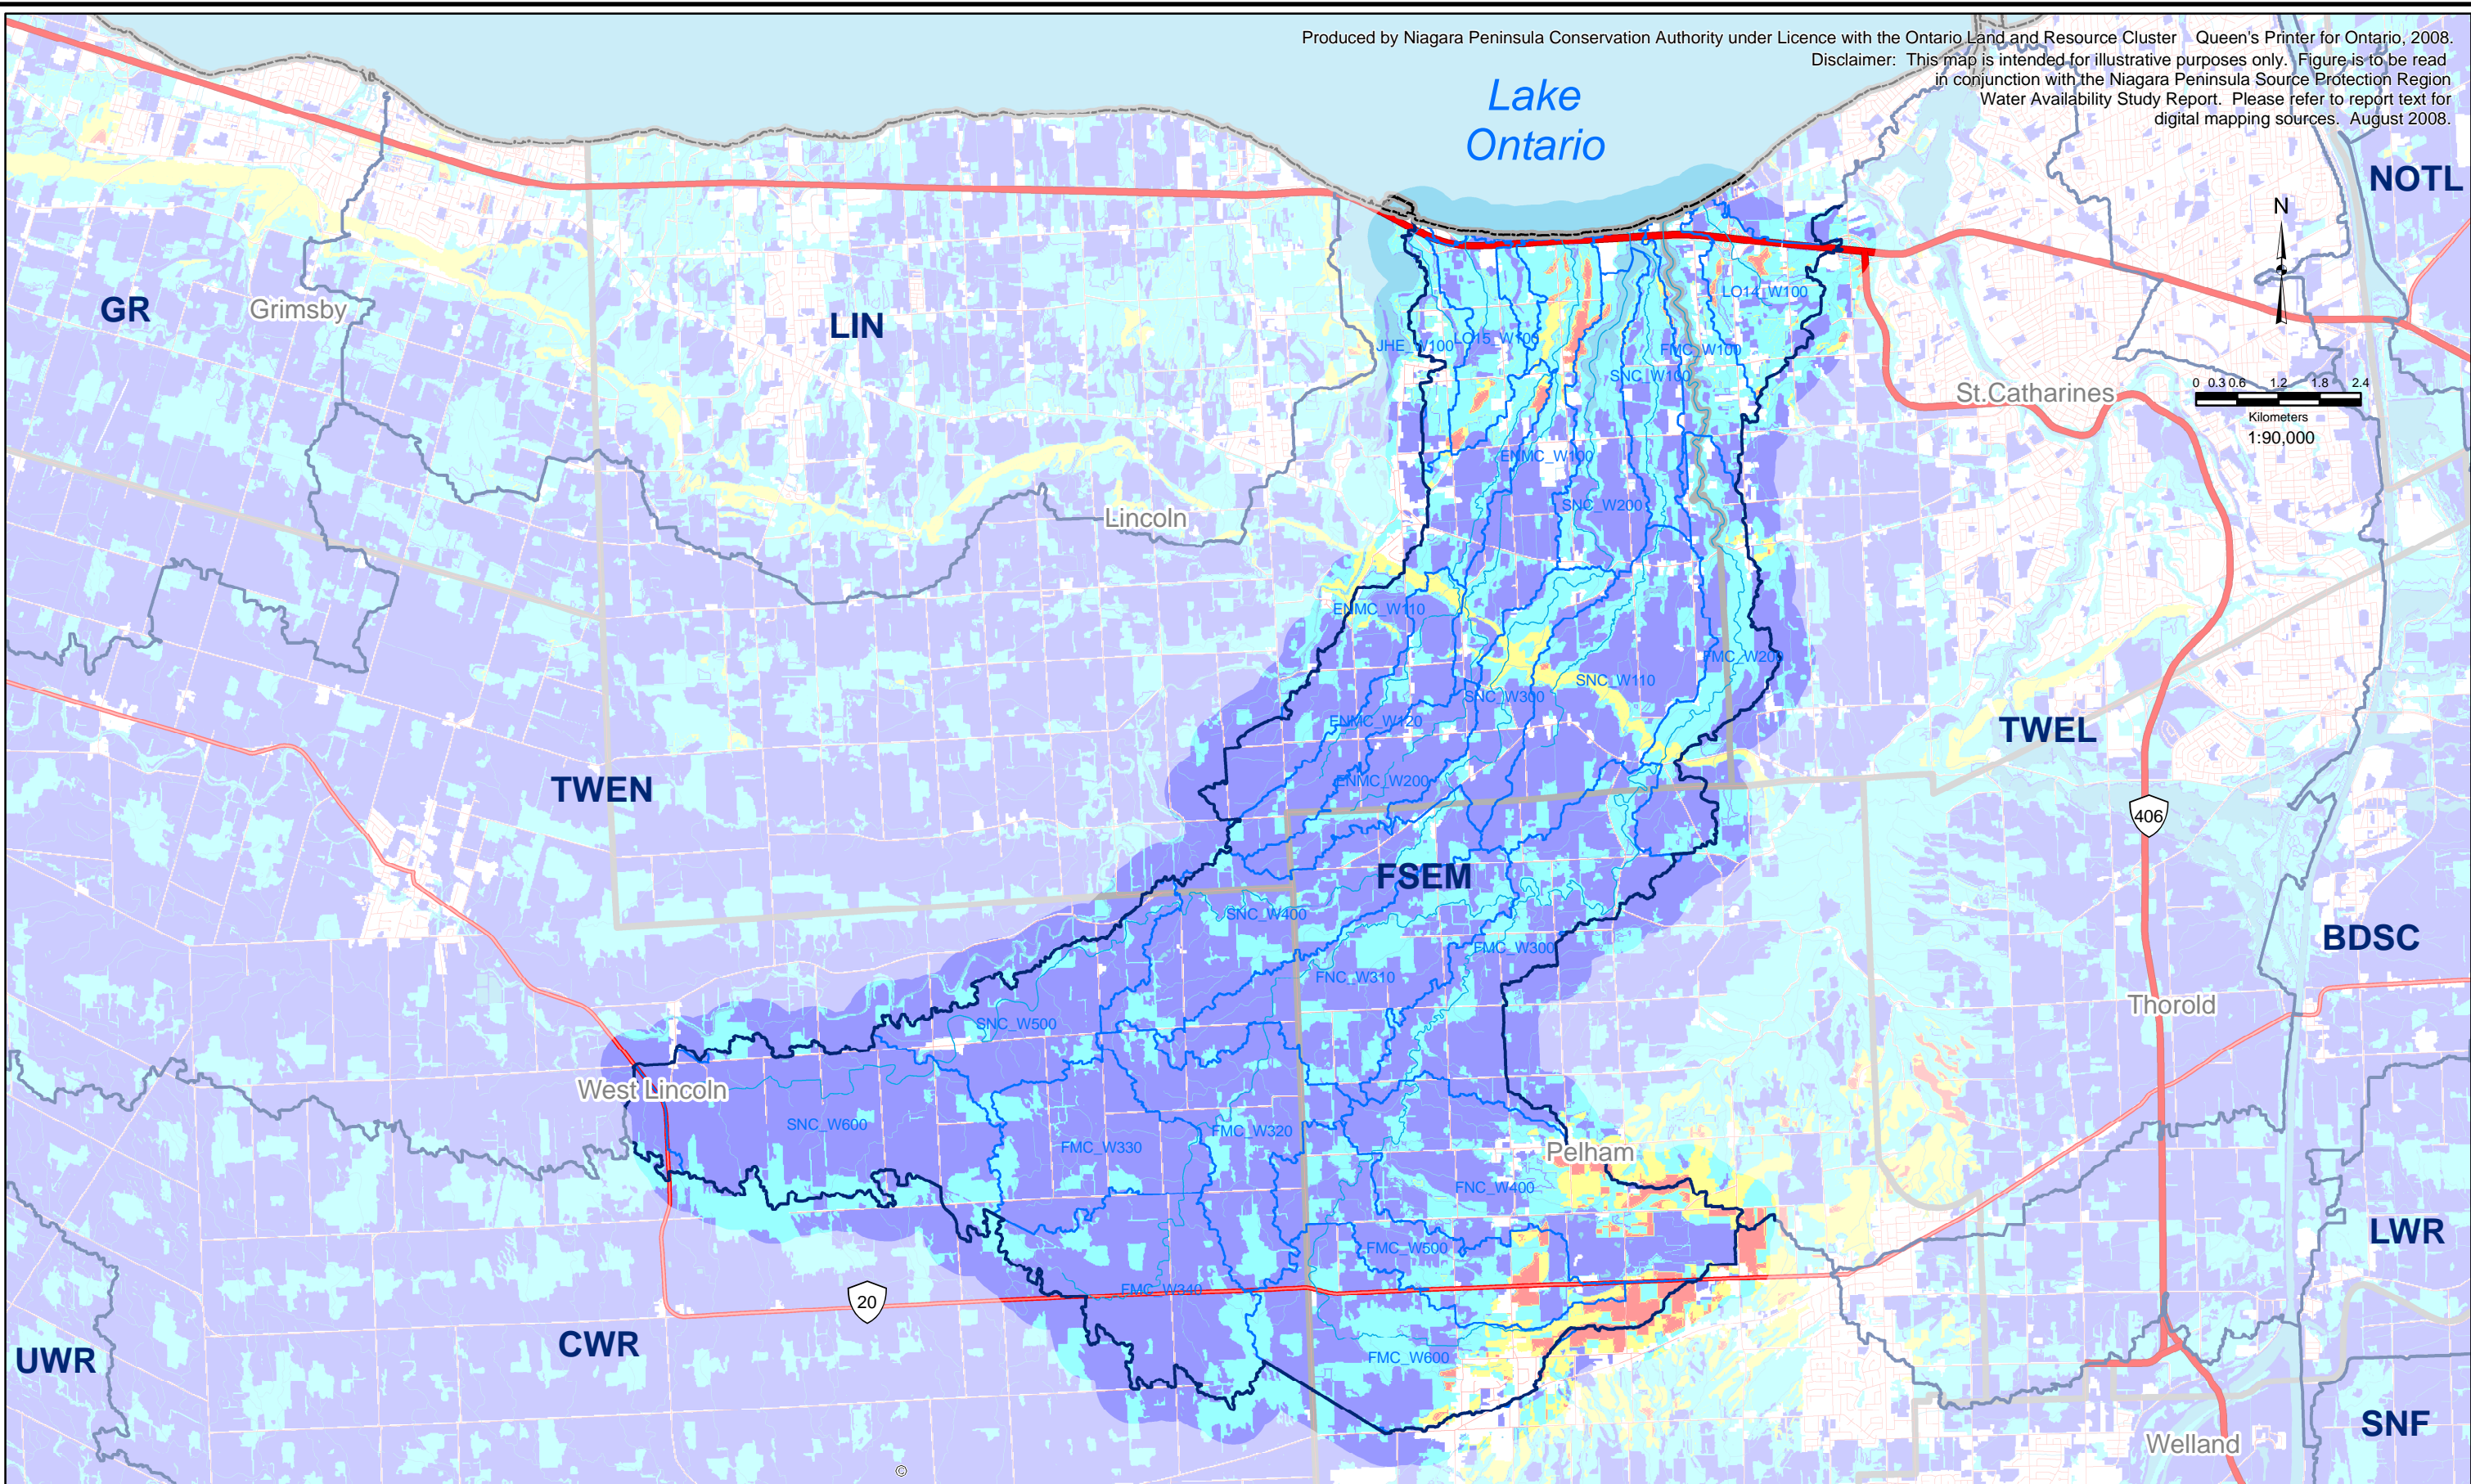 Produced by Niagara Peninsula Conservation Authority under Licence with the Ontario Land and Resource Cluster Queen's Printer for Ontario, 2008.
Disclaimer: This map is intended for illustrative purposes only. Figure is to be read
in conjunction with the Niagara Peninsula Source Protection Region
Water Availability Study Report. Please refer to report text for
digital mapping sources. August 2008.
Lake
Ontario
NOTL
N
GR
Grimsby
LIN
LO14_W100
JHE_W100
LO15_W100
FMC_W100
SNC_W100
St.Catharines
0 0.3 0.6 1.2 1.8 2.4
Kilometers
1:90,000
ENMC_W100
SNC_W200
Lincoln
ENMC_W110
FMC_W200
SNC_W110
SNC_W300
ENMC_W120
TWEL
ENMC_W200
TWEN
406
FSEM
SNC_W400
BDSC
FMC_W300
FNC_W310
Thorold
SNC_W500
West Lincoln
SNC_W600
FMC_W320
FMC_W330
Pelham
FNC_W400
LWR
FMC_W500
FMC_W340
20
CWR
UWR
FMC_W600
SNF
Welland
©